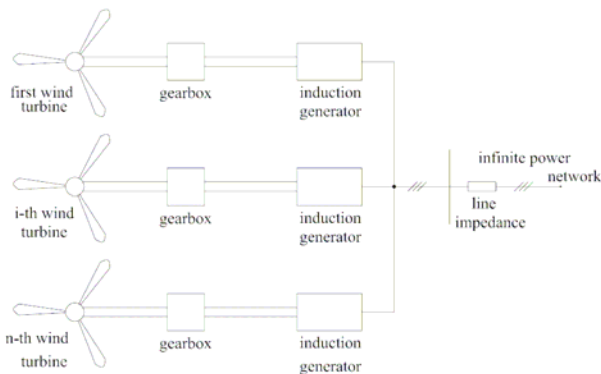 first wind
turbine
gearbox
induction
generator
i-th wind
turbine
gearbox
induction
generator
infinite power
network
line
impedance
n-th wind
turbine
gearbox
induction
generator